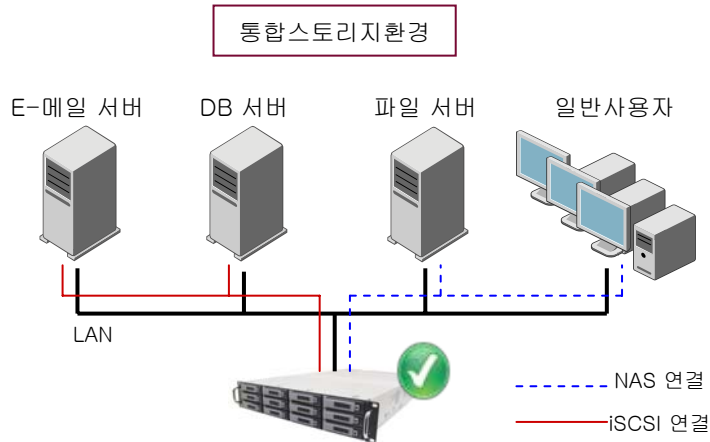 통합스토리지환경
E-메일 서버
DB 서버
파일 서버
일반사용자
LAN
NAS 연결
iSCSI 연결